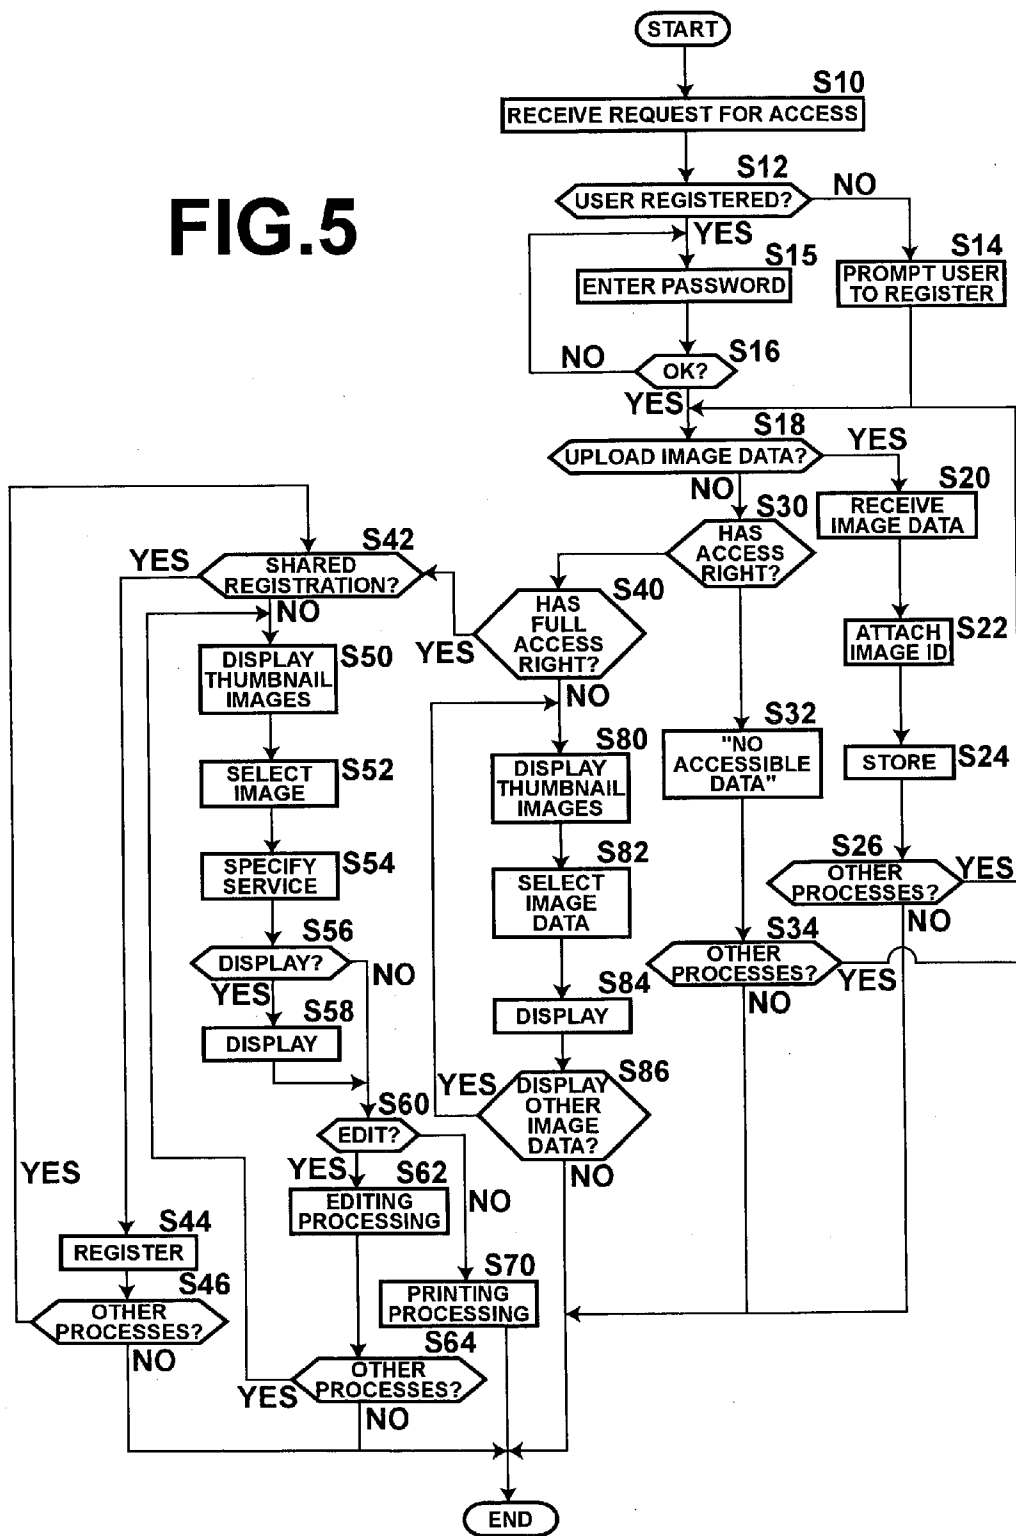 START
S10
RECEIVE REQUEST FOR ACCESS
FIG.5
S12
USER REGISTERED?
NO
YES
S15
ENTER PASSWORD
S14
PROMPT USER
TO REGISTER
NO
S16
OK?
YES
S18
UPLOAD IMAGE DATA?
YES
NO
S20
RECEIVE
IMAGE DATA
S30
HAS
ACCESS
RIGHT?
S22
ATTACH
IMAGE ID
S24
STORE
S26
OTHER
PROCESSES?
YES
NO
S32
"NO
ACCESSIBLE
DATA"
S34
OTHER
PROCESSES?
YES
NO
S40
HAS
FULL
ACCESS
RIGHT?
YES
NO
S80
DISPLAY
THUMBNAIL
IMAGES
S82
SELECT
IMAGE
DATA
S84
DISPLAY
S86
DISPLAY
OTHER
IMAGE
DATA?
YES
NO
S42
SHARED
REGISTRATION?
YES
NO
S50
DISPLAY
THUMBNAIL
IMAGES
S52
SELECT
IMAGE
S54
SPECIFY
SERVICE
S56
DISPLAY?
NO
YES
S58
DISPLAY
S60
EDIT?
YES
NO
S62
EDITING
PROCESSING
S70
PRINTING
PROCESSING
S64
OTHER
PROCESSES?
YES
NO
YES
S44
REGISTER
S46
OTHER
PROCESSES?
NO
END